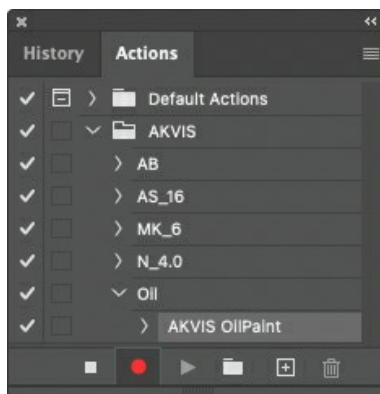 History Actions
Default Actions
AKVIS
AB
AS_16
MK_6
N_4.0
Oil
AKVIS OilPaint